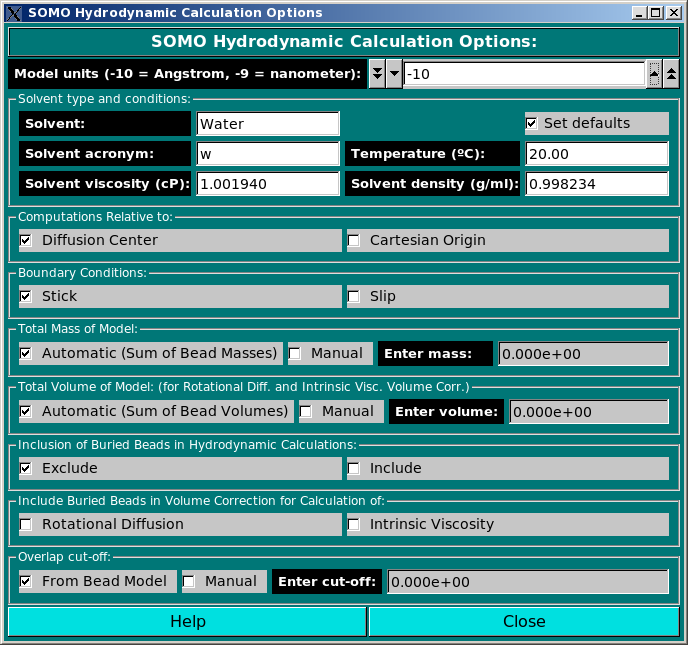 SOMO Hydrodynamic Calculation Options
SOMO Hydrodynamic Calculation Options:
Model units (-10 = Angstrom, -9 = nanometer): -10
Solvent type and conditions:
Solvent: Water Set defaults
Solvent acronym: w Temperature (ºC): 20.00
Solvent viscosity (cP): 1.001940 Solvent density (g/ml): 0.998234
Computations Relative to:
Diffusion Center Cartesian Origin
Boundary Conditions:
Stick Slip
Total Mass of Model:
Automatic (Sum of Bead Masses) Manual Enter mass: 0.000e+00
Total Volume of Model: (for Rotational Diff. and Intrinsic Visc. Volume Corr.)
Automatic (Sum of Bead Volumes) Manual Enter volume: 0.000e+00
Inclusion of Buried Beads in Hydrodynamic Calculations:
Exclude Include
Include Buried Beads in Volume Correction for Calculation of:
Rotational Diffusion Intrinsic Viscosity
Overlap cut-off:
From Bead Model Manual Enter cut-off: 0.000e+00
Help Close